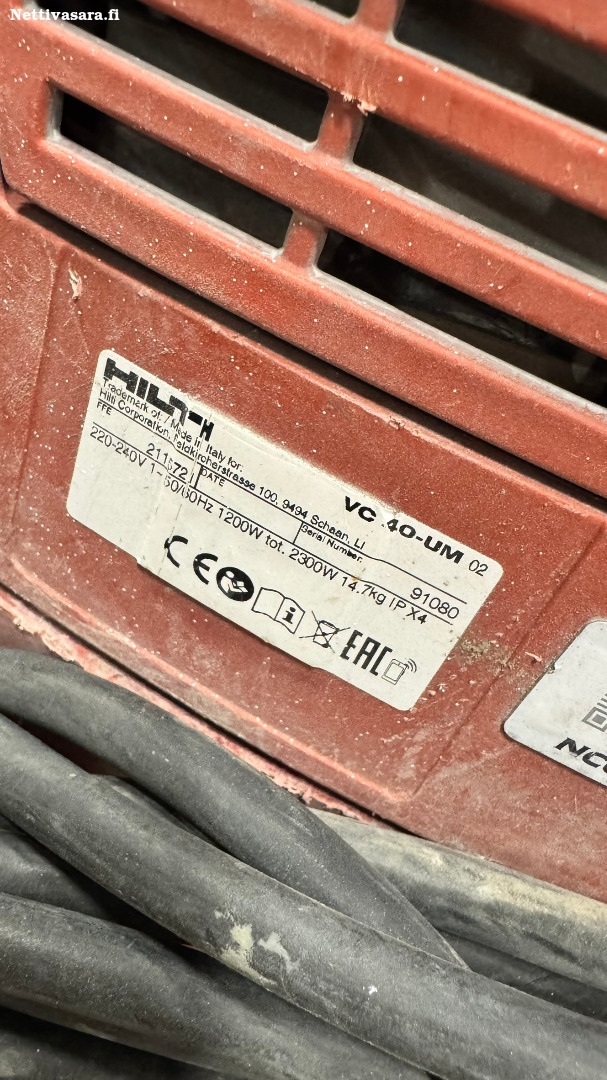 Nettivasara.fi
HILTI
Trademark of: / Made in Italy for:
Hilti Corporation, Feldkircherstrasse 100, 9494 Schaan, LI
VC 40-UM 02
FFE
DATE
Serial Number:
91080
220-240V 1~ 50/60Hz 1200W tot. 2300W 14.7kg IP X4
CE
EAC